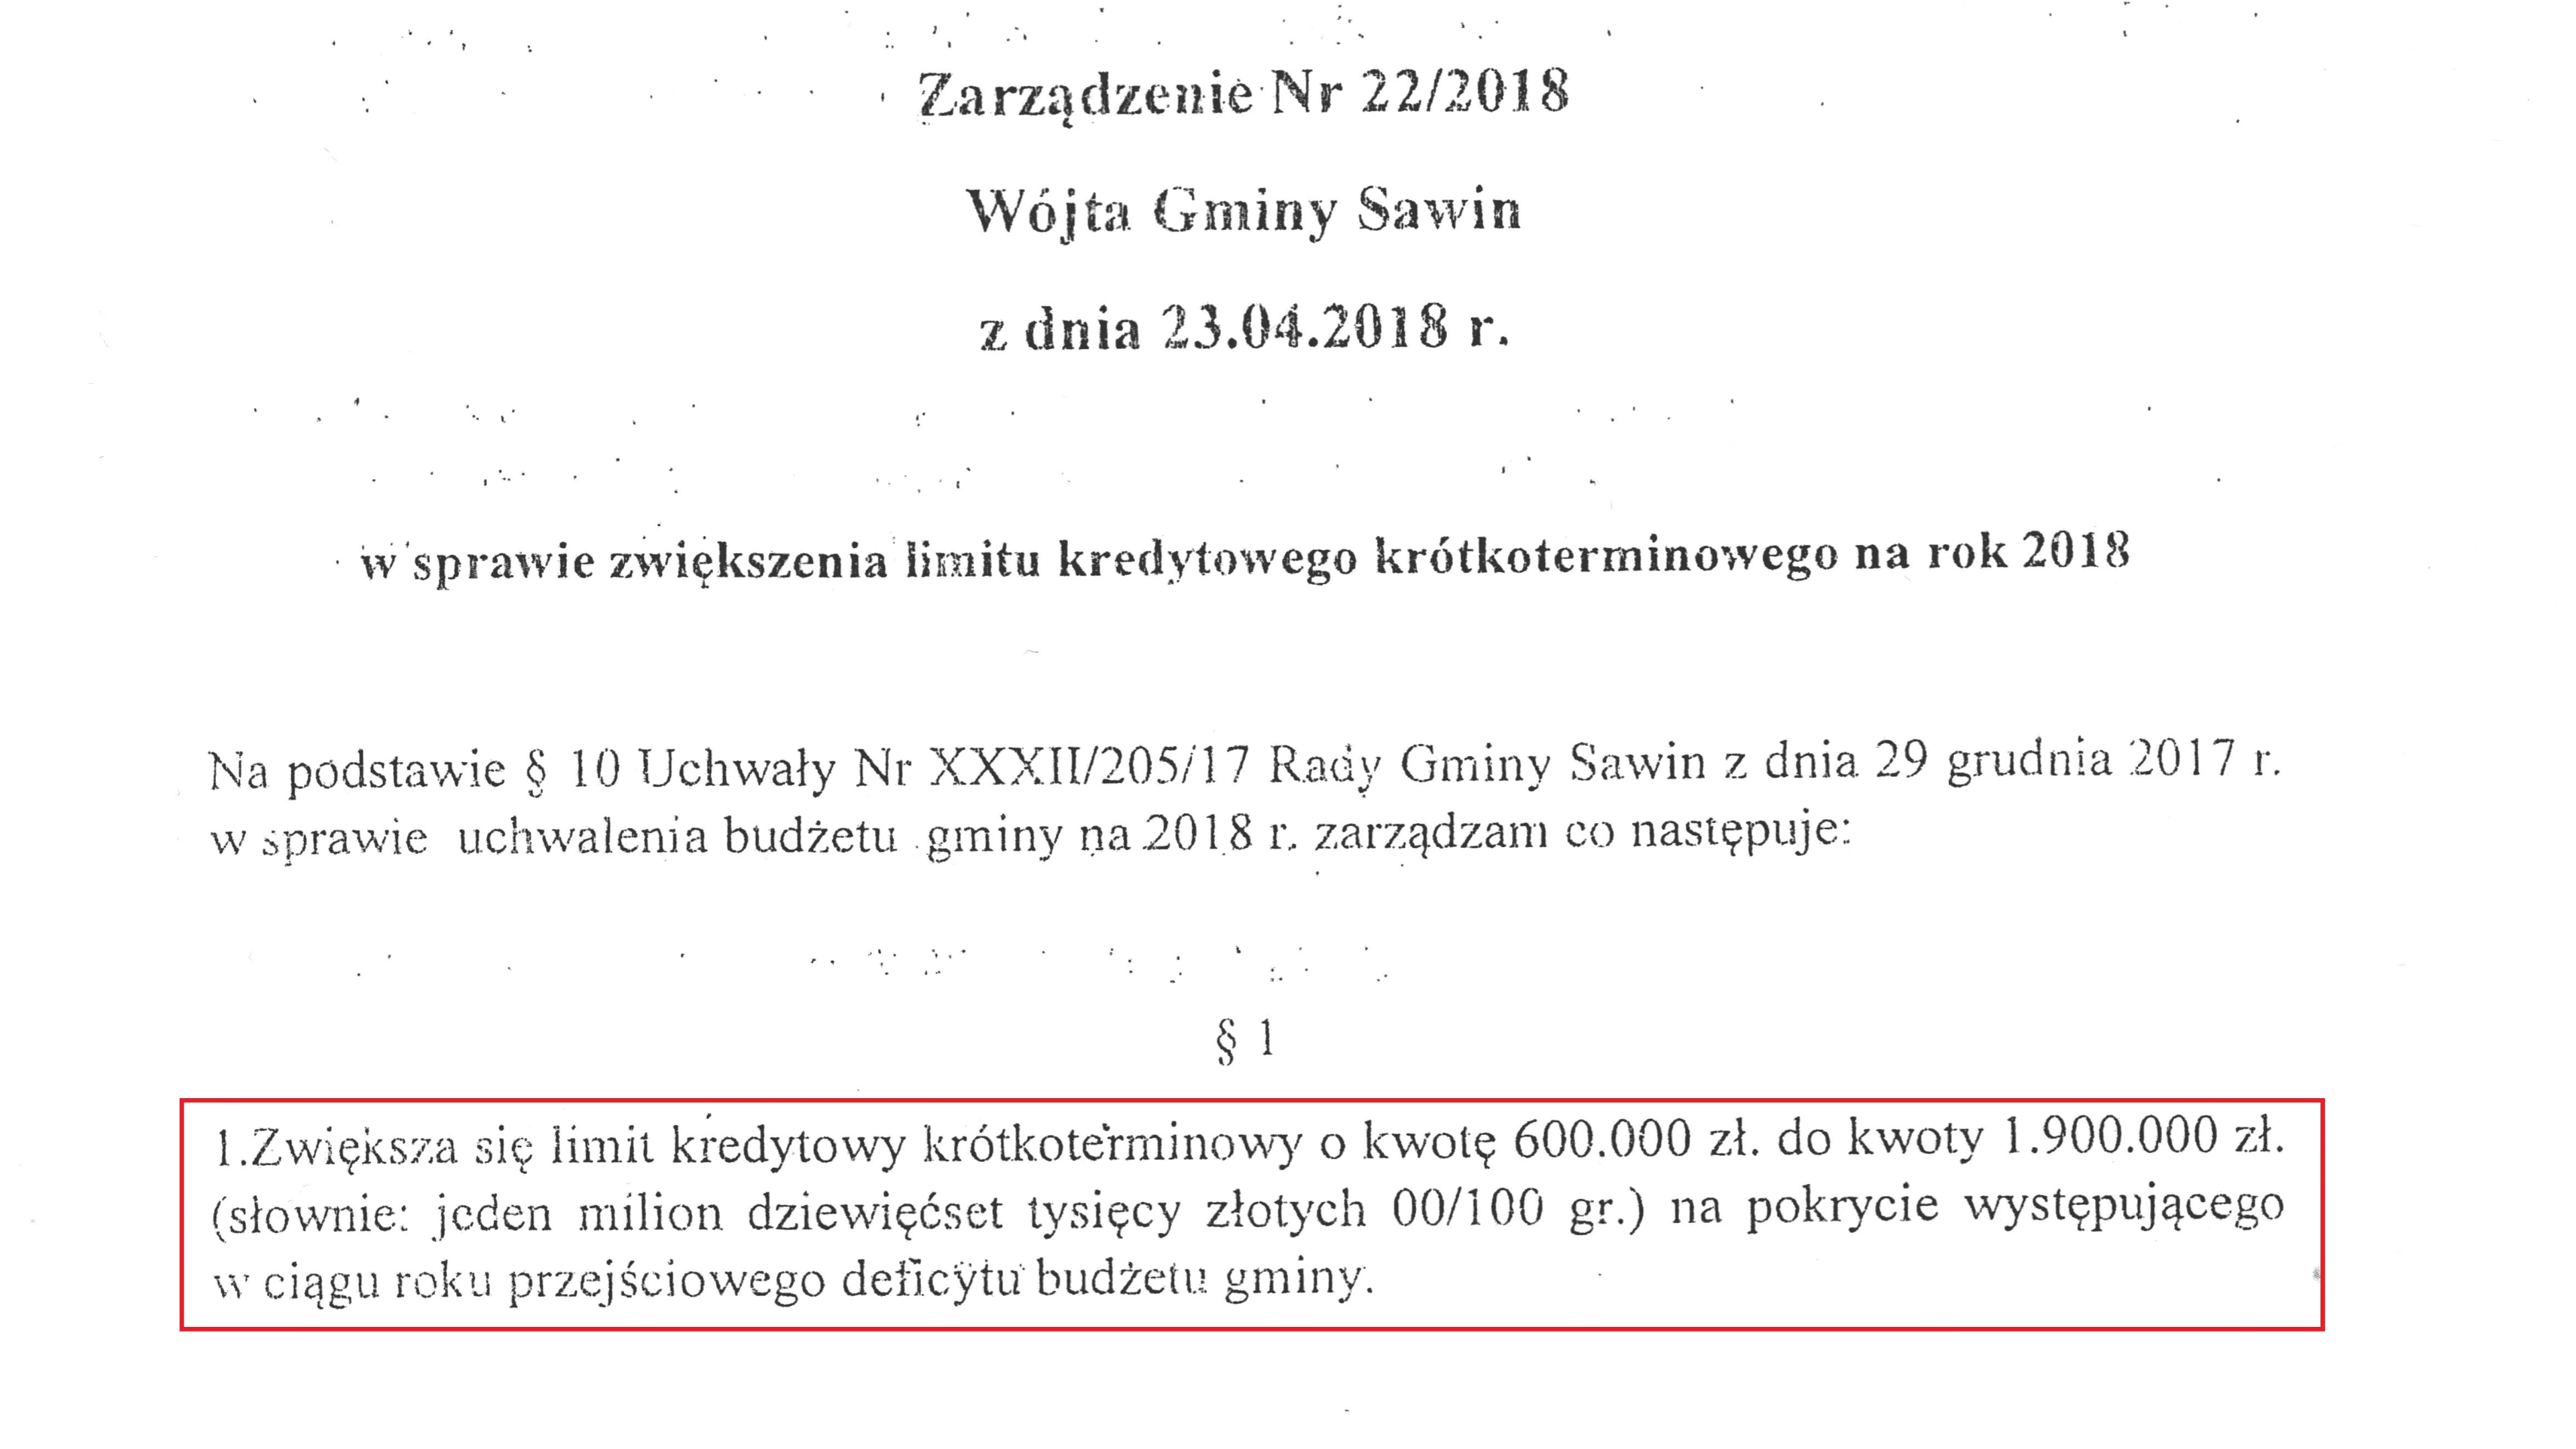 Zarządzenie Nr 22/2018
Wójta Gminy Sawin
z dnia 23.04.2018 r.
w sprawie zwiększenia limitu kredytowego krótkoterminowego na rok 2018
Na podstawie § 10 Uchwały Nr XXXII/205/17 Rady Gminy Sawin z dnia 29 grudnia 2017 r.
w sprawie uchwalenia budżetu gminy na 2018 r. zarządzam co następuje:
§ 1
1.Zwiększa się limit kredytowy krótkoterminowy o kwotę 600.000 zł. do kwoty 1.900.000 zł.
(słownie: jeden milion dziewięćset tysięcy złotych 00/100 gr.) na pokrycie występującego
w ciągu roku przejściowego deficytu budżetu gminy.